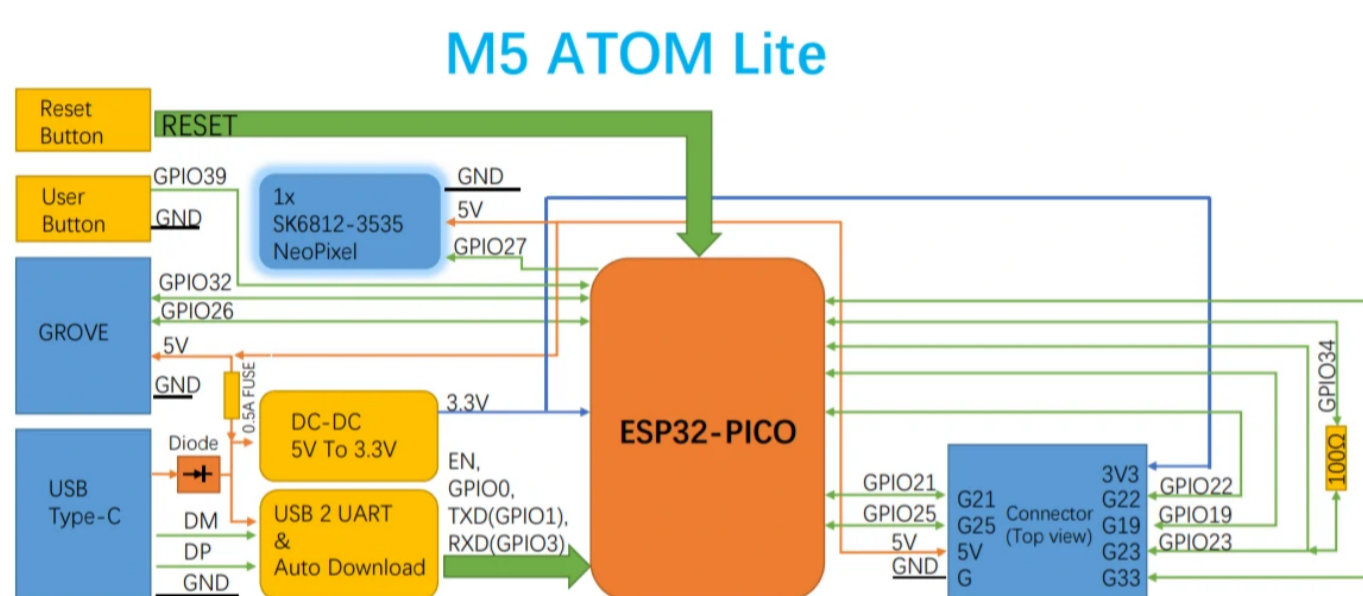 M5 ATOM Lite
Reset
Button
RESET
User
Button
GPIO39
GND
1x
SK6812-3535
NeoPixel
GND
5V
GPIO27
GROVE
GPIO32
GPIO26
5V
GND
0.5A FUSE
DC-DC
5V To 3.3V
3.3V
ESP32-PICO
USB
Type-C
Diode
DM
DP
GND
USB 2 UART
&
Auto Download
EN,
GPIO0,
TXD(GPIO1),
RXD(GPIO3)
GPIO21
GPIO25
5V
GND
G21
G25
5V
G
Connector
(Top view)
3V3
G22
G19
G23
G33
GPIO22
GPIO19
GPIO23
GPIO34
100Ω